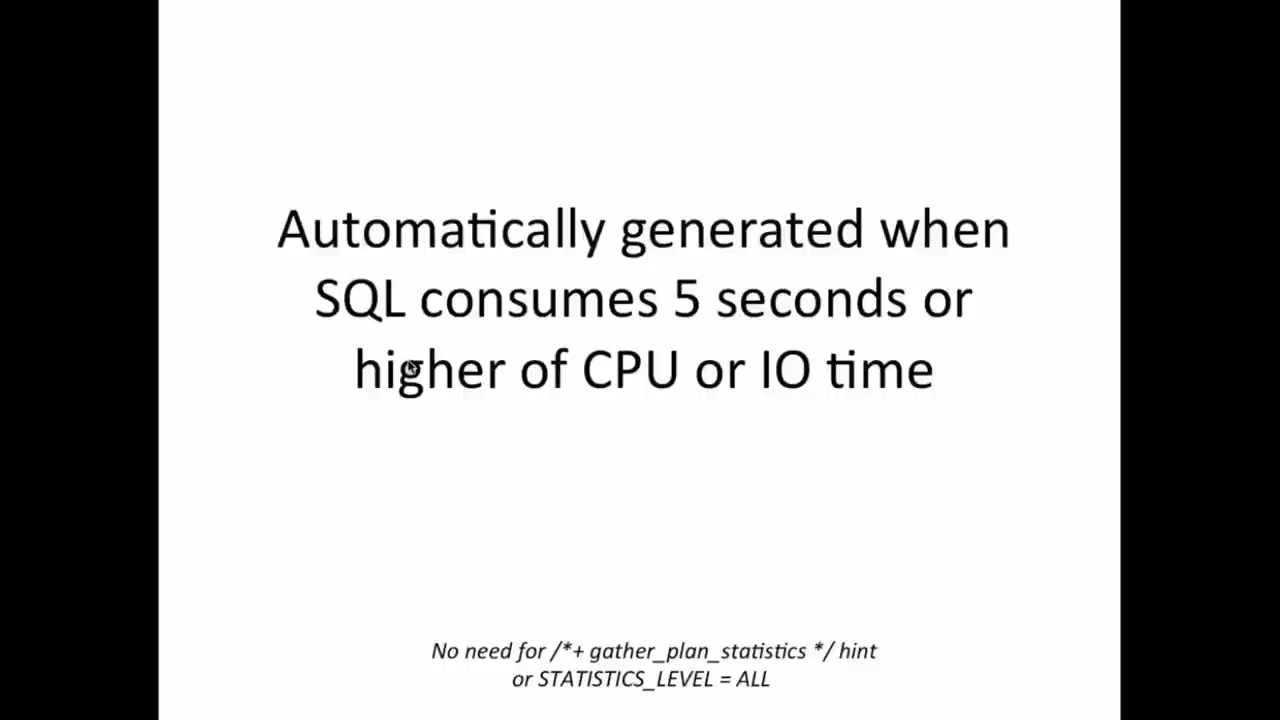 Automatically generated when
SQL consumes 5 seconds or
higher of CPU or IO time
No need for /*+ gather_plan_statistics */ hint
or STATISTICS_LEVEL = ALL